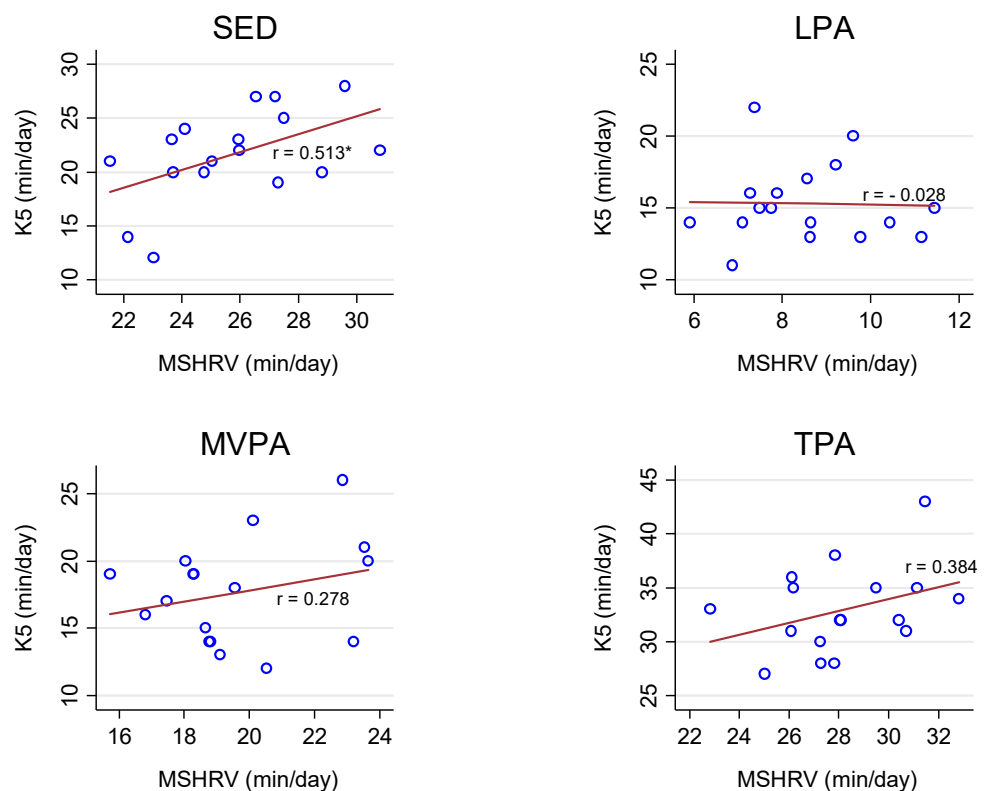 SED
K5 (min/day)
30
25
20
15
10
r = 0.513*
22 24 26 28 30
MSHRV (min/day)
LPA
K5 (min/day)
25
20
15
10
r = - 0.028
6 8 10 12
MSHRV (min/day)
MVPA
K5 (min/day)
25
20
15
10
r = 0.278
16 18 20 22 24
MSHRV (min/day)
TPA
K5 (min/day)
45
40
35
30
25
r = 0.384
22 24 26 28 30 32
MSHRV (min/day)